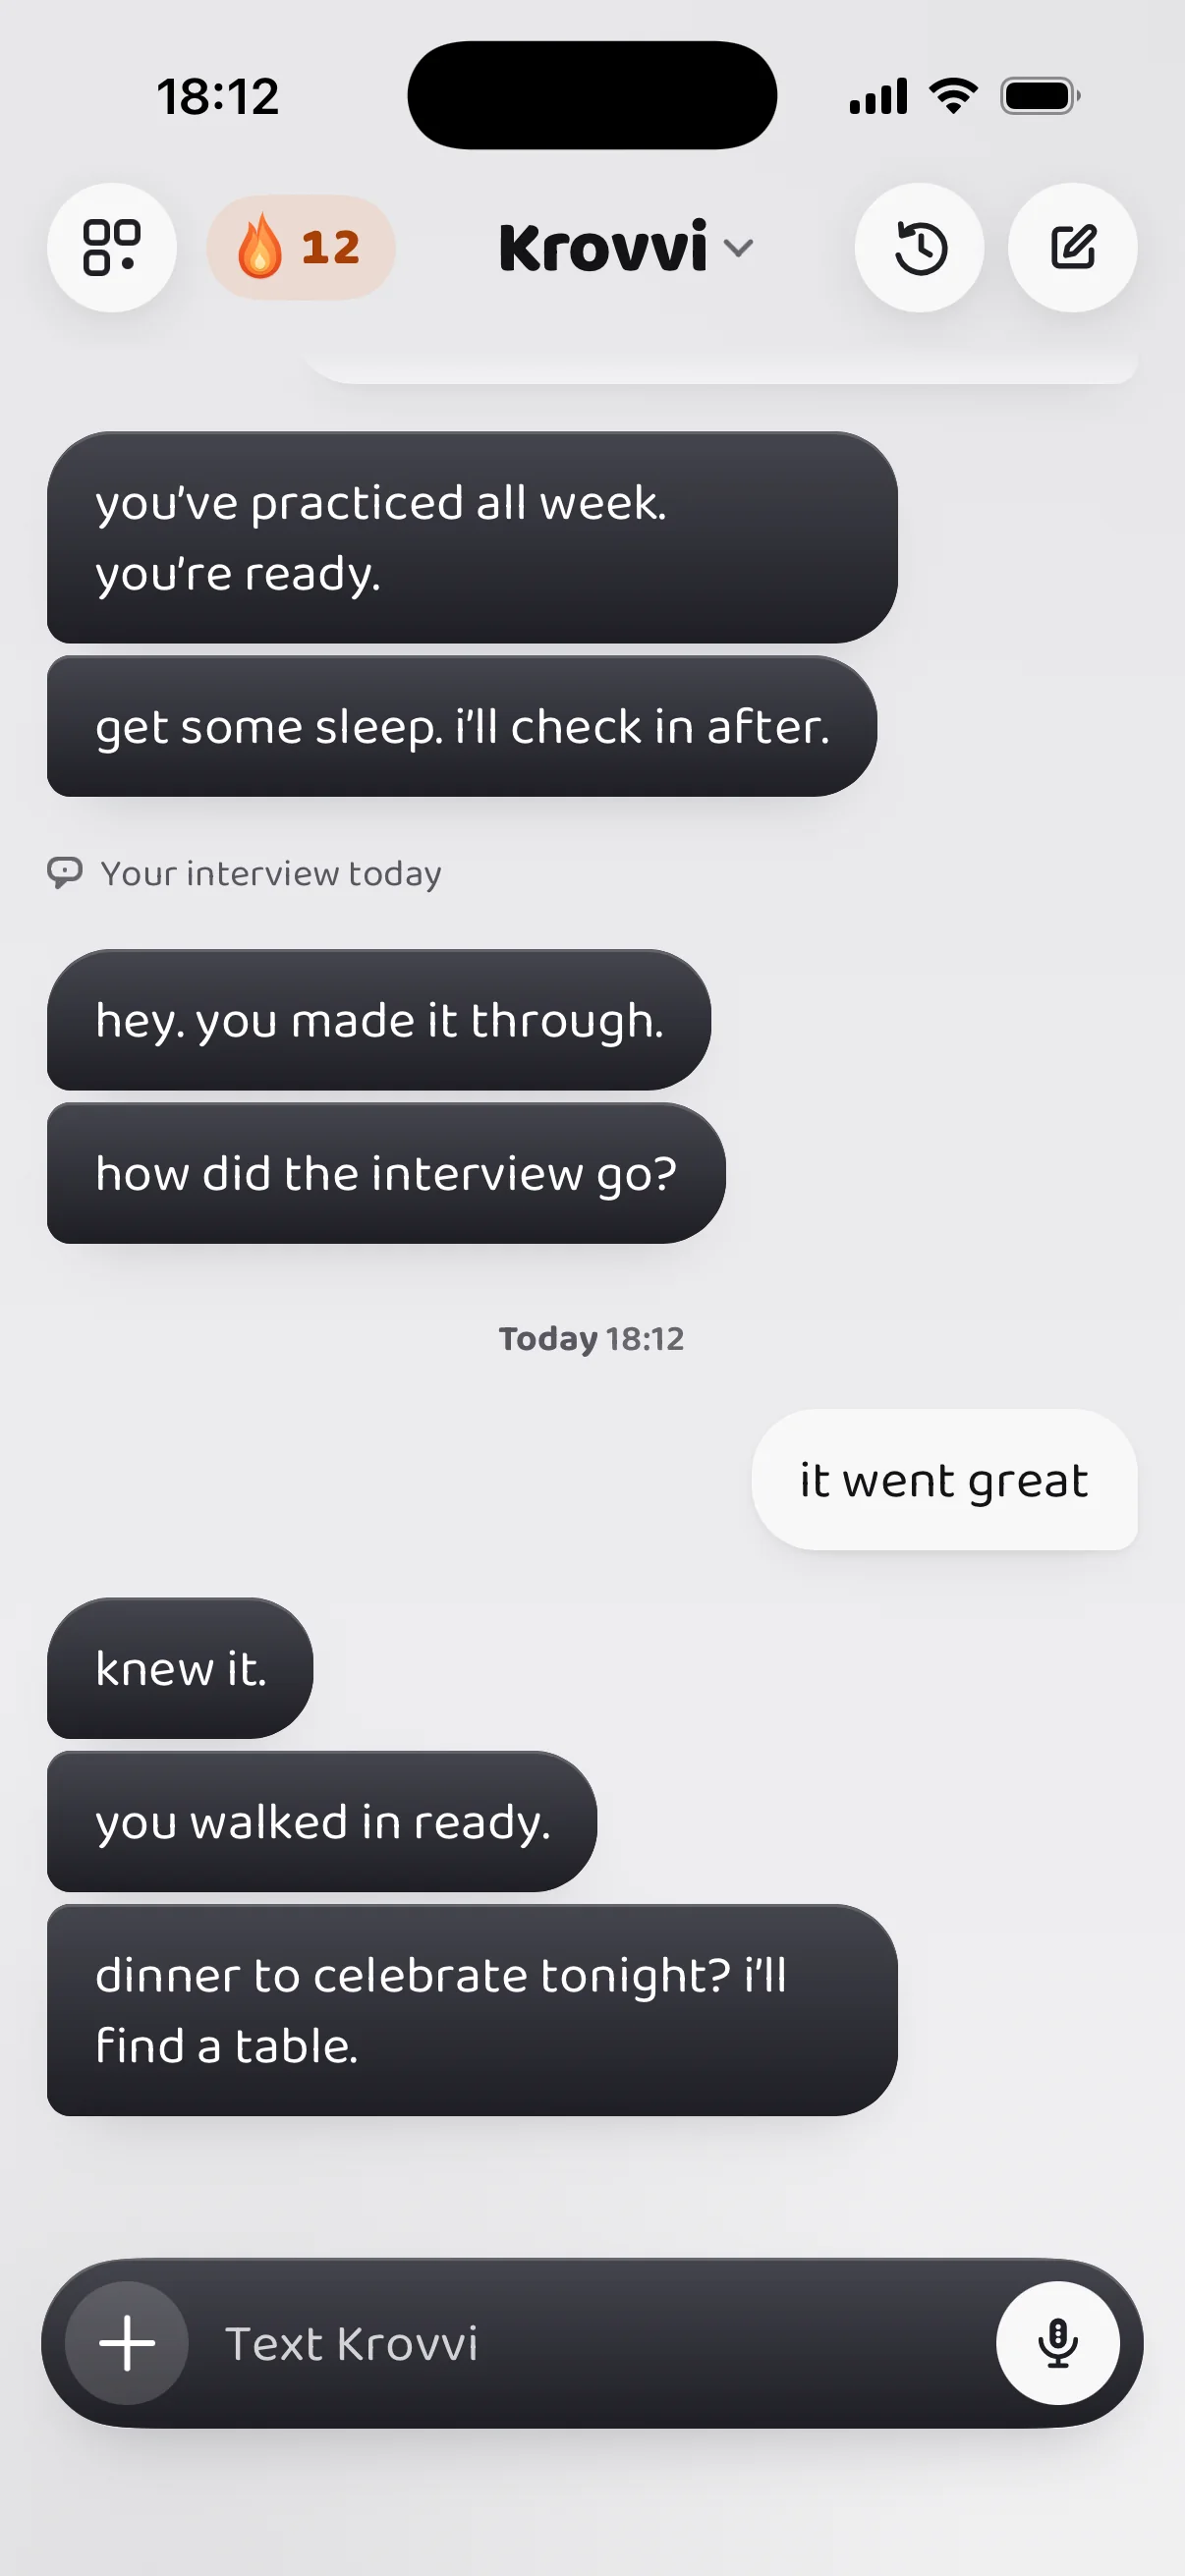 18:12
12
Krovvi
you’ve practiced all week.
you’re ready.
get some sleep. i’ll check in after.
Your interview today
hey. you made it through.
how did the interview go?
Today 18:12
it went great
knew it.
you walked in ready.
dinner to celebrate tonight? i’ll
find a table.
Text Krovvi